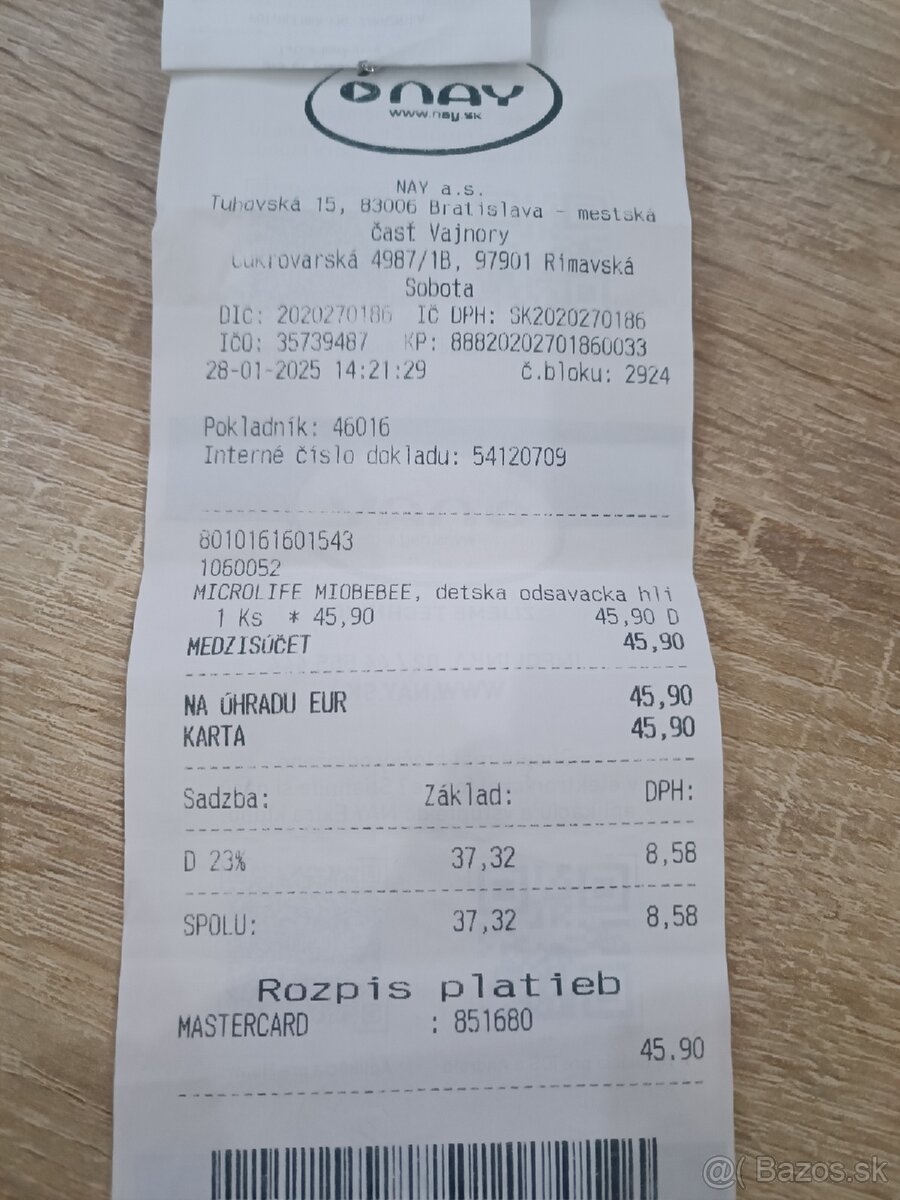 NAY
www.nay.sk
NAY a.s.
Tuhovská 15, 83006 Bratislava - mestská
časť Vajnory
Cukrovarská 4987/1B, 97901 Rimavská
Sobota
DIČ: 2020270186 IČ DPH: SK2020270186
IČO: 35739487 KP: 88820202701860033
28-01-2025 14:21:29 č.bloku: 2924
Pokladník: 46016
Interné číslo dokladu: 54120709
8010161601543
1060052
MICROLIFE MIOBEBEE, detska odsavacka hli
1 Ks * 45,90 45,90 D
MEDZISÚČET 45,90
NA ÚHRADU EUR 45,90
KARTA 45,90
Sadzba: Základ: DPH:
D 23% 37,32 8,58
SPOLU: 37,32 8,58
Rozpis platieb
MASTERCARD : 851680
45.90
@( Bazos.sk